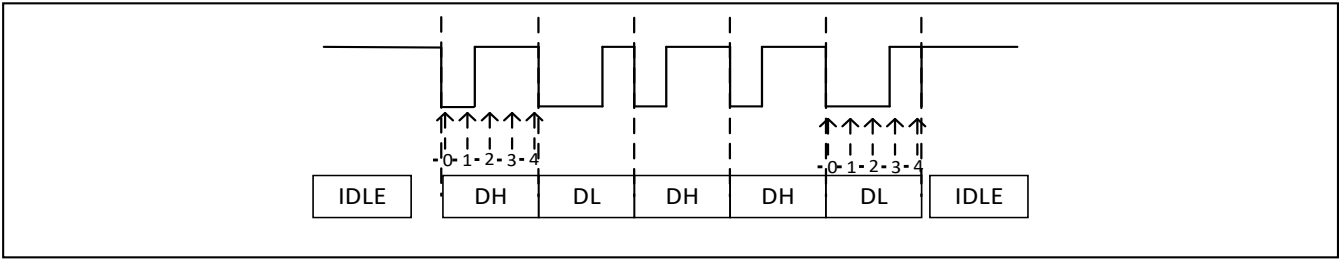 -0-1-2-3-4 -0-1-2-3-4
IDLE DH DL DH DH DL IDLE